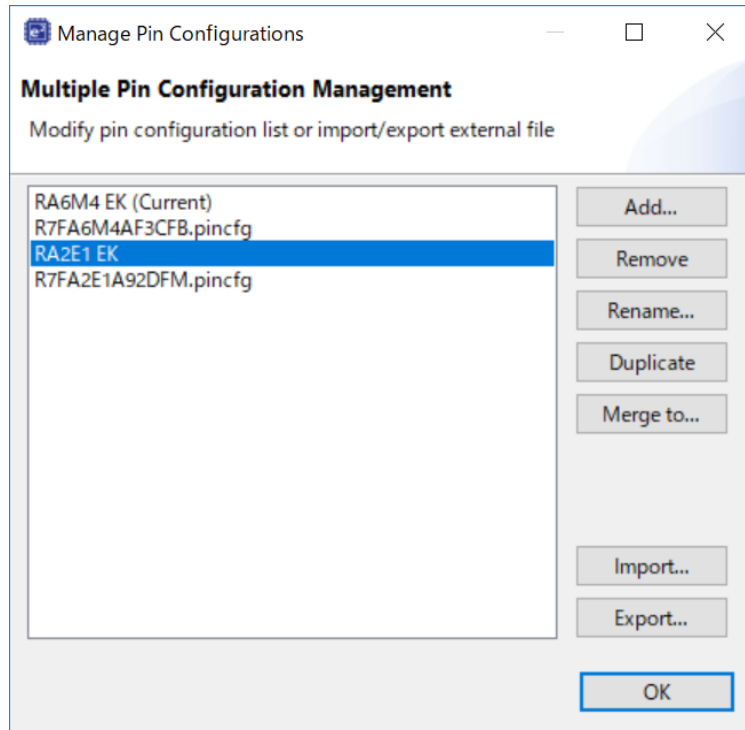 Manage Pin Configurations
Multiple Pin Configuration Management
Modify pin configuration list or import/export external file
RA6M4 EK (Current)
R7FA6M4AF3CFB.pincfg
RA2E1 EK
R7FA2E1A92DFM.pincfg
Add...
Remove
Rename...
Duplicate
Merge to...
Import...
Export...
OK